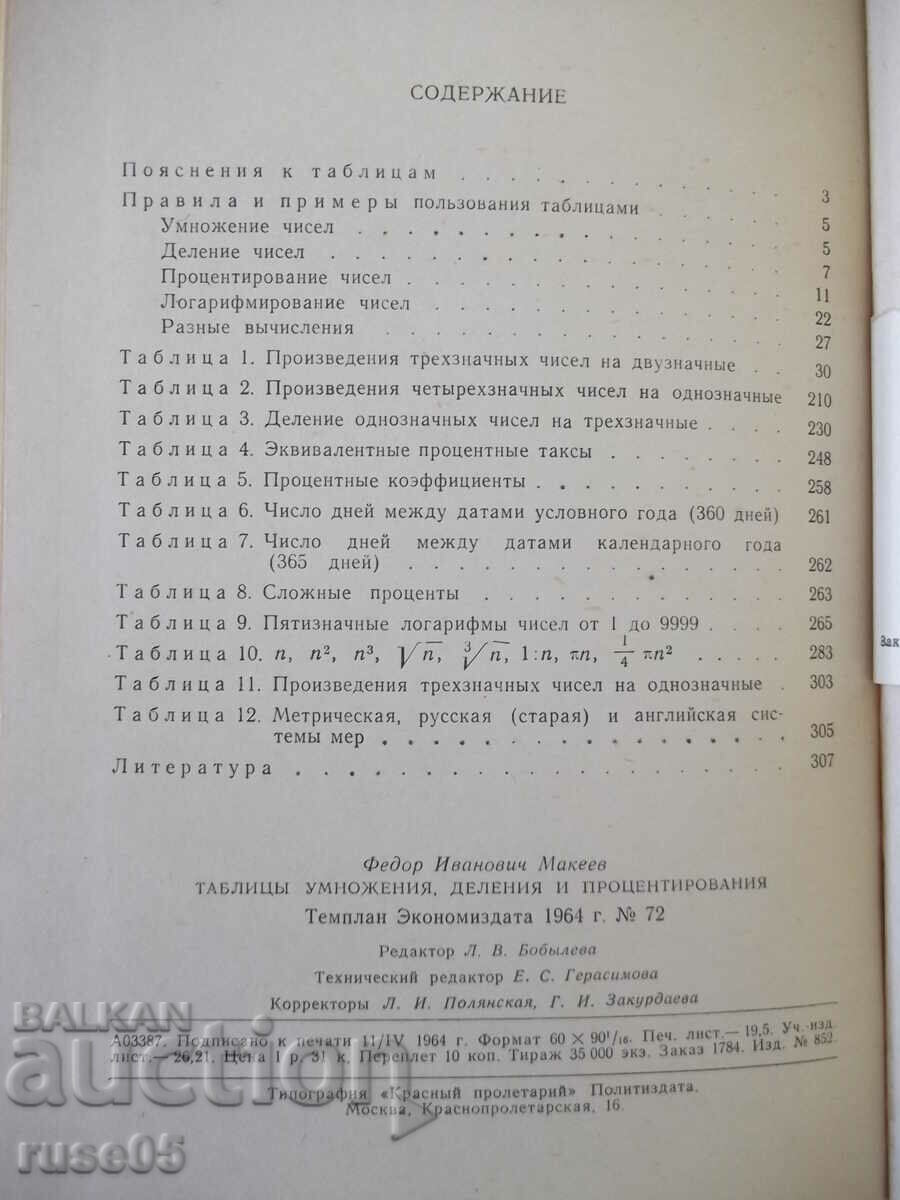 СОДЕРЖАНИЕ
Пояснения к таблицам . . . . . . . . . . 3
Правила и примеры пользования таблицами . . . . . 5
Умножение чисел . . . . . . . . . . . 5
Деление чисел . . . . . . . . . . . . 7
Процентирование чисел . . . . . . . . . . 11
Логарифмирование чисел . . . . . . . . . 22
Разные вычисления . . . . . . . . . . . 27
Таблица 1. Произведения трехзначных чисел на двузначные . . 30
Таблица 2. Произведения четырехзначных чисел на однозначные 210
Таблица 3. Деление однозначных чисел на трехзначные . . . . 230
Таблица 4. Эквивалентные процентные таксы . . . . . . . 248
Таблица 5. Процентные коэффициенты . . . . . . . . . 258
Таблица 6. Число дней между датами условного года (360 дней) 261
Таблица 7. Число дней между датами календарного года
(365 дней) . . . . . . . . . . . . . . . 262
Таблица 8. Сложные проценты . . . . . . . . . . . . 263
Таблица 9. Пятизначные логарифмы чисел от 1 до 9999 . . . . 265
Таблица 10. n, n², n³, √n, ³√n, 1:n, πn, 1/4 πn² . . . . . 283
Таблица 11. Произведения трехзначных чисел на однозначные . 303
Таблица 12. Метрическая, русская (старая) и английская сис-
темы мер . . . . . . . . . . . . . . . 305
Литература . . . . . . . . . . . . . . . . . . 307
Зак
Федор Иванович Макеев
ТАБЛИЦЫ УМНОЖЕНИЯ, ДЕЛЕНИЯ И ПРОЦЕНТИРОВАНИЯ
Темплан Экономиздата 1964 г. № 72
Редактор Л. В. Бобылева
Технический редактор Е. С. Герасимова
Корректоры Л. И. Полянская, Г. И. Закурдаева
А03387. Подписано к печати 11/IV 1964 г. Формат 60 × 90¹/₁₆. Печ. лист.— 19,5. Уч.-изд.
лист.— 20,21. Цена 1 р. 31 к. Переплет 10 коп. Тираж 35 000 экз. Заказ 1784. Изд. № 852.
Типография «Красный пролетарий» Политиздата.
Москва, Краснопролетарская, 16.
BALKAN
auction
ruse05